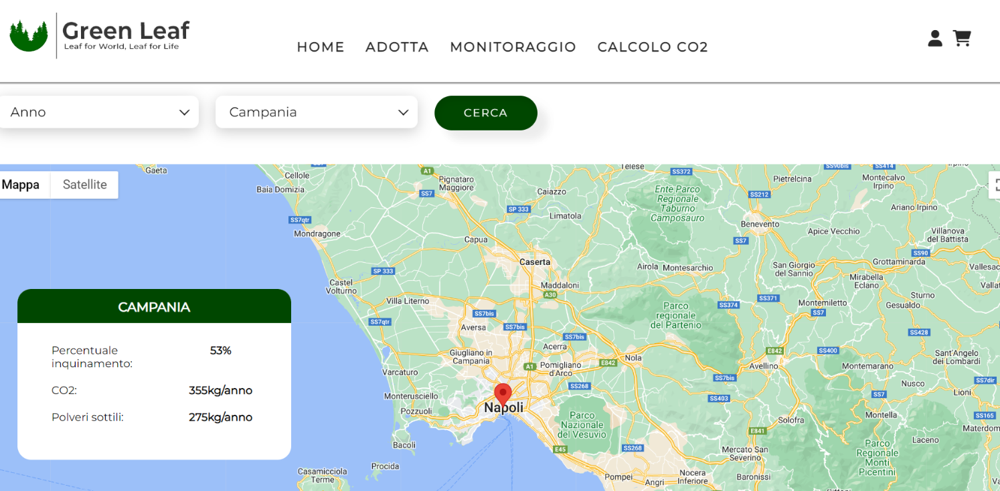 Green Leaf
Leaf for World, Leaf for Life
HOME ADOTTA MONITORAGGIO CALCOLO CO2
Anno
Campania
CERCA
Mappa
Satellite
CAMPANIA
Percentuale
inquinamento:
53%
CO2:
355kg/anno
Polveri sottili:
275kg/anno
Gaeta
Cellole
Baia Domizia
A1
Pignataro
Maggiore
SS7
Caiazzo
Telese
SS372
SS90bis
SS414
Pietrelcina
Montecalvo
Irpino
SS212
Ente Parco
Regionale
Taburno
Camposauro
SP 333
Limatola
Ariano Irpino
SS7qtr
Mondragone
Benevento
Apice Vecchio
Villanova
del Battista
Capua
SS7
SS90
Caserta
Grottaminarda
Airola
Montesarchio
San Giorgio
del Sannio
SP 333
Mirabella
Eclano
Castel
Volturno
Maddaloni
A30
Sturno
Villa Literno
SS371
Montemiletto
Gesualdo
SS374
SS7
Parco
regionale
del Partenio
SS7bis
SS7qtr
Aversa
SS7bis
SS7bis
SS428
Acerra
Giugliano in
Campania
E842
SS400
Sant'Angelo
dei Lombardi
Nola
A1
Pomigliano
d'Arco
E842
Avellino
Montemarano
Varcaturo
SS7bis
SS268
Nusco
SS7dir
Lioni
Monterusciello
SS7
SS403
Napoli
Pozzuoli
Parco
Nazionale
del Vesuvio
Solofra
Montella
SS165
E841
Bacoli
E45
SS268
Mercato San
Severino
Laceno
Parco
Regionale
Monti
Picentini
Procida
Casamicciola
Terme
Pompei
Angri
Nocera
Inferiore
Baronissi